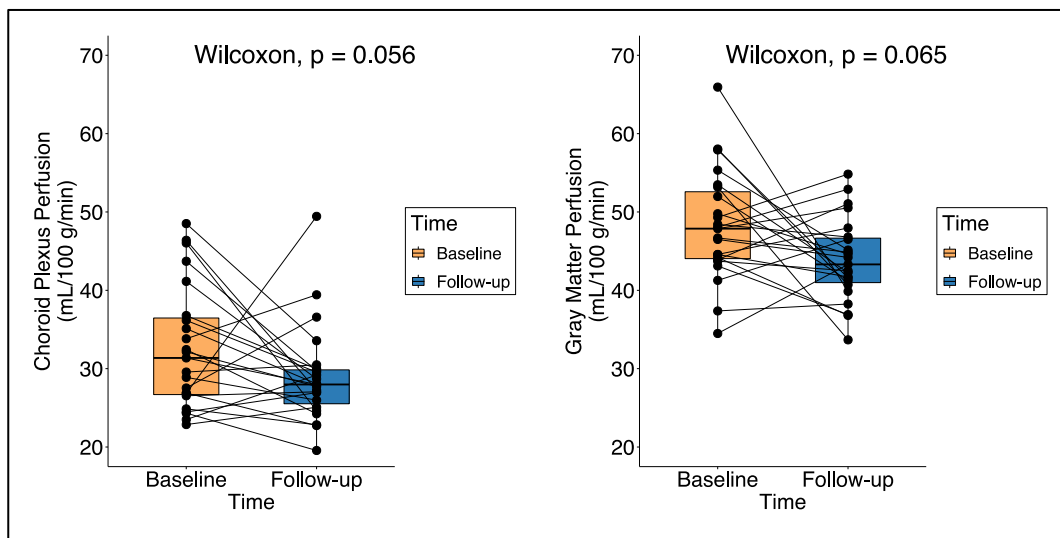 Wilcoxon, p = 0.056
Choroid Plexus Perfusion
(mL/100 g/min)
70
60
50
40
30
20
Baseline Follow-up
Time
Time
Baseline
Follow-up
Wilcoxon, p = 0.065
Gray Matter Perfusion
(mL/100 g/min)
70
60
50
40
30
20
Baseline Follow-up
Time
Time
Baseline
Follow-up